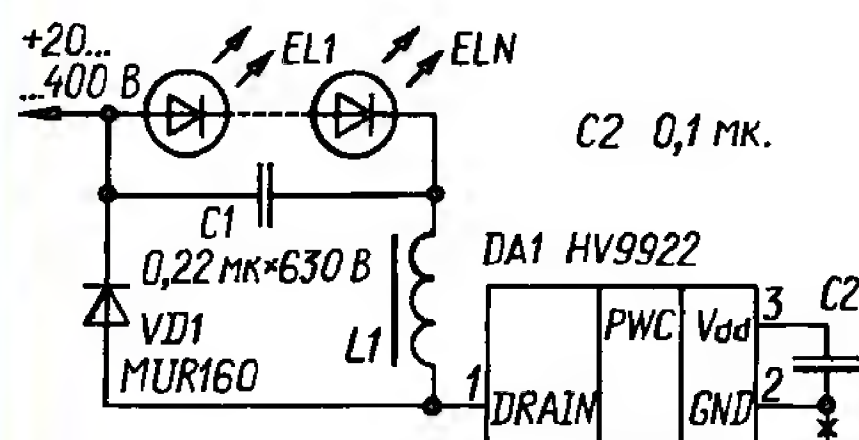 +20...
...400 В
EL1
ELN
C2 0,1 мк.
C1
0,22 мк×630 В
VD1
MUR160
L1
DA1 HV9922
1
DRAIN
PWC
Vdd
3
C2
GND
2